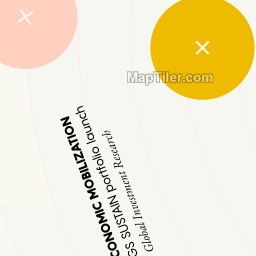 MapTiler.com
CONOMIC MOBILIZATION
GS SUSTAIN portfolio launch
Global Investment Research